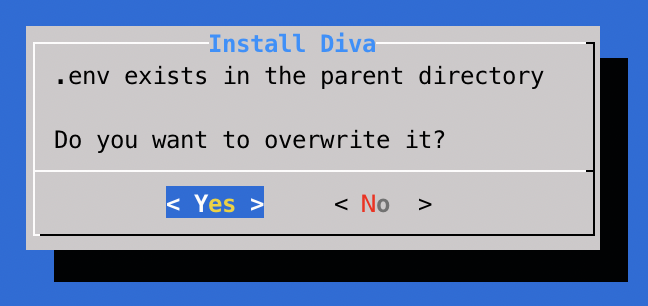 Install Diva
.env exists in the parent directory
Do you want to overwrite it?
< Yes > < No >